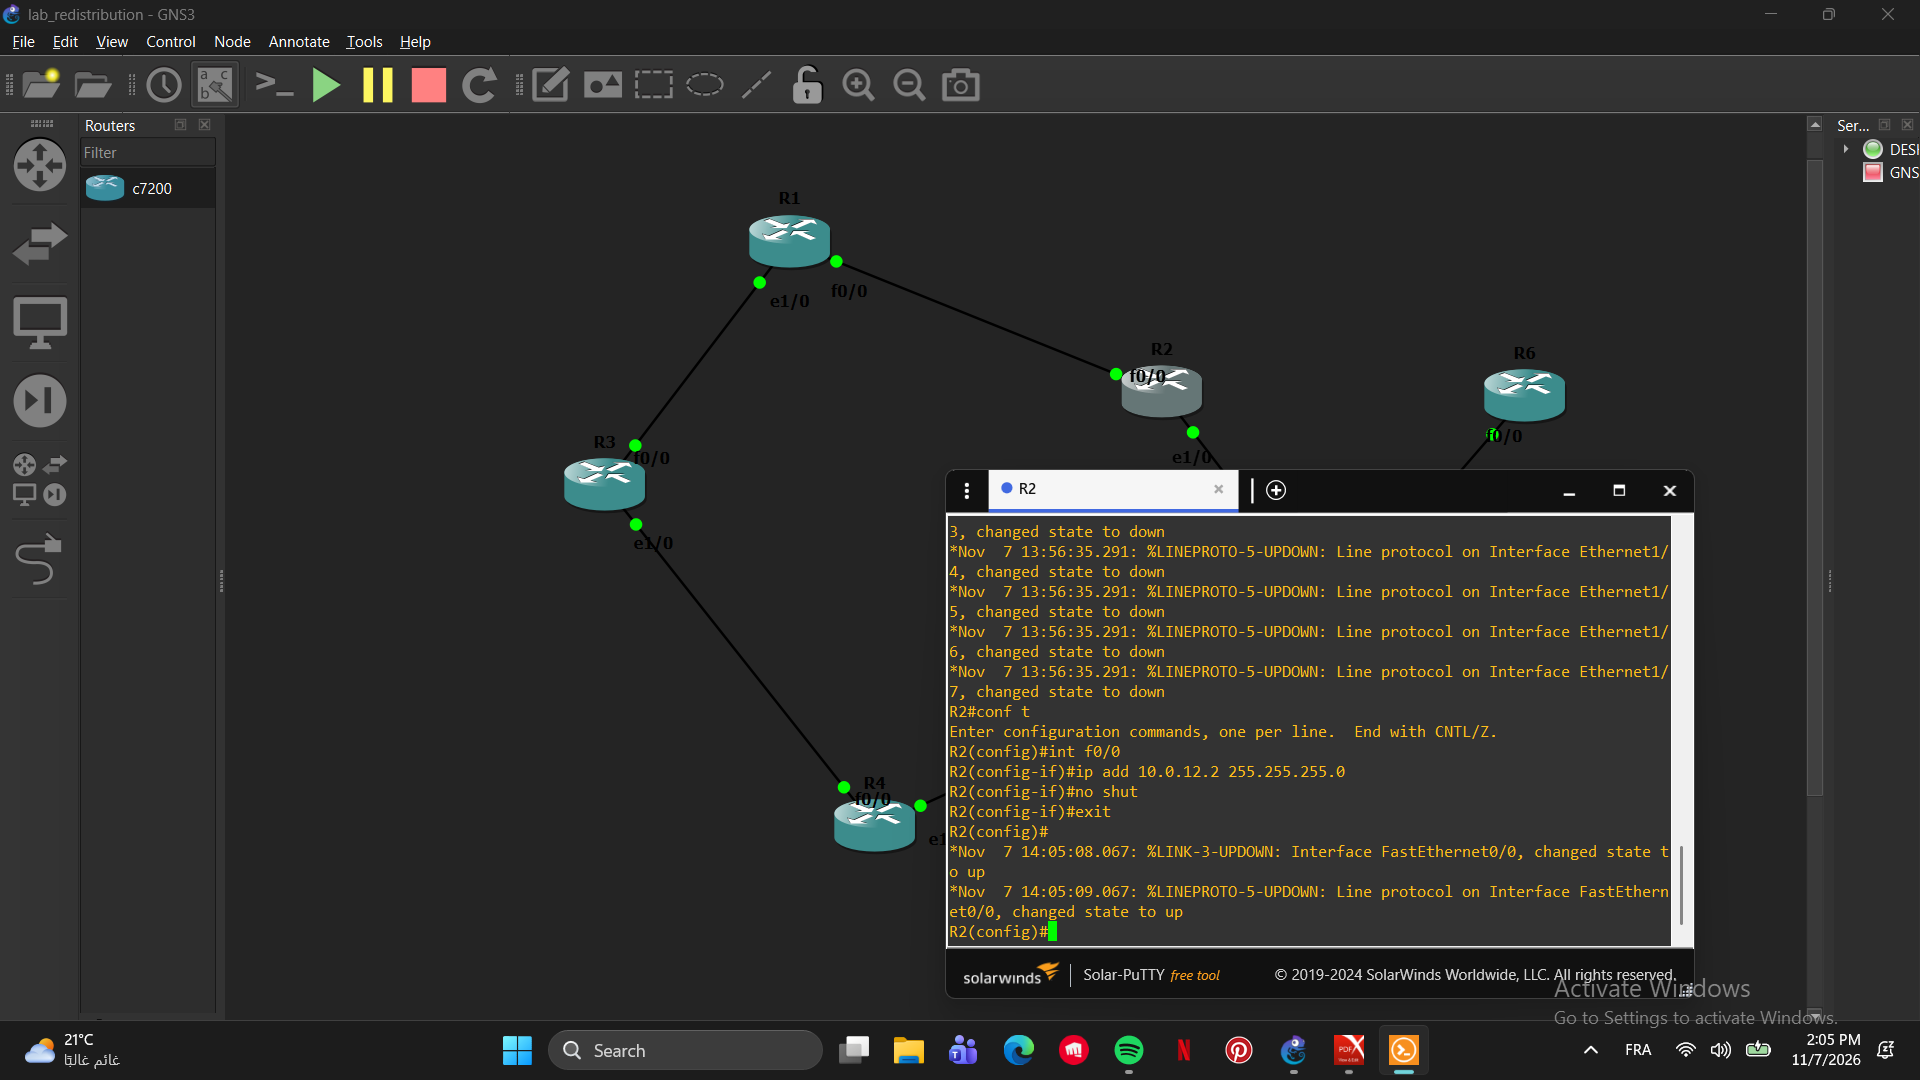 lab_redistribution - GNS3
File Edit View Control Node Annotate Tools Help
Routers
Filter
c7200
Ser...
DESH
GNS
R1
e1/0
f0/0
R2
f0/0
e1/0
R6
f0/0
R3
f0/0
e1/0
R4
f0/0
e1
R2
3, changed state to down
*Nov  7 13:56:35.291: %LINEPROTO-5-UPDOWN: Line protocol on Interface Ethernet1/
4, changed state to down
*Nov  7 13:56:35.291: %LINEPROTO-5-UPDOWN: Line protocol on Interface Ethernet1/
5, changed state to down
*Nov  7 13:56:35.291: %LINEPROTO-5-UPDOWN: Line protocol on Interface Ethernet1/
6, changed state to down
*Nov  7 13:56:35.291: %LINEPROTO-5-UPDOWN: Line protocol on Interface Ethernet1/
7, changed state to down
R2#conf t
Enter configuration commands, one per line.  End with CNTL/Z.
R2(config)#int f0/0
R2(config-if)#ip add 10.0.12.2 255.255.255.0
R2(config-if)#no shut
R2(config-if)#exit
R2(config)#
*Nov  7 14:05:08.067: %LINK-3-UPDOWN: Interface FastEthernet0/0, changed state t
o up
*Nov  7 14:05:09.067: %LINEPROTO-5-UPDOWN: Line protocol on Interface FastEthern
et0/0, changed state to up
R2(config)#
solarwinds
Solar-PuTTY free tool
© 2019-2024 SolarWinds Worldwide, LLC. All rights reserved.
Activate Windows
Go to Settings to activate Windows.
21°C
غائم غالبًا
Search
FRA
2:05 PM
11/7/2026